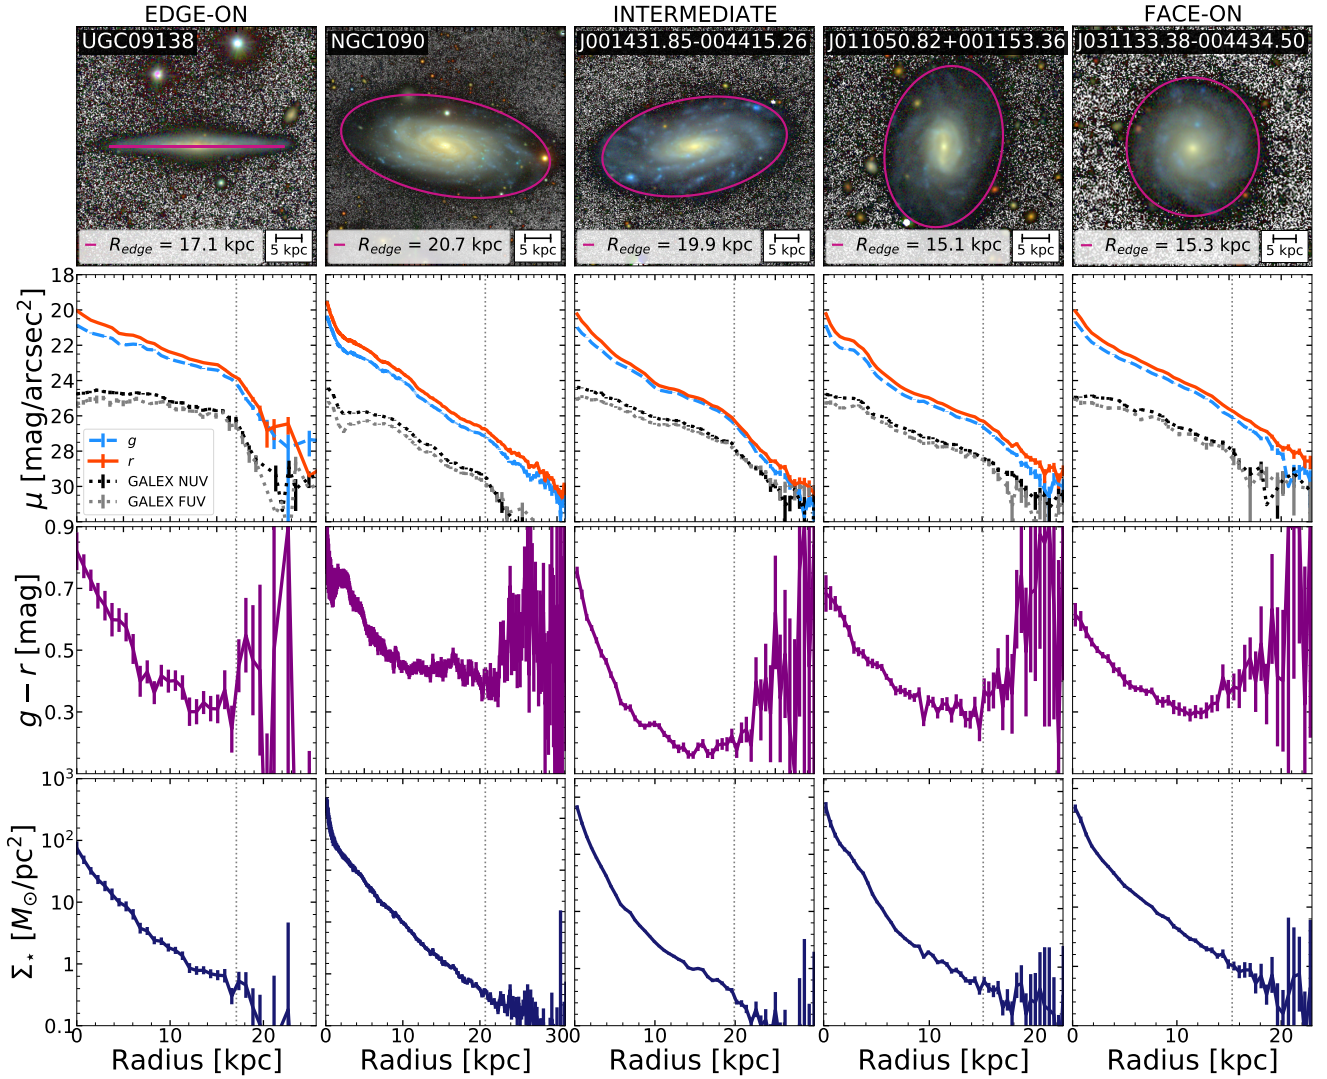 EDGE-ON INTERMEDIATE FACE-ON
UGC09138 NGC1090 J001431.85-004415.26 J011050.82+001153.36 J031133.38-004434.50
R_edge = 17.1 kpc 5 kpc R_edge = 20.7 kpc 5 kpc R_edge = 19.9 kpc 5 kpc R_edge = 15.1 kpc 5 kpc R_edge = 15.3 kpc 5 kpc
μ [mag/arcsec²]
18
20
22
24
26
28
30
g
r
GALEX NUV
GALEX FUV
g − r [mag]
0.9
0.7
0.5
0.3
Σ⋆ [M⊙/pc²]
10³
10²
10
1
0.1
0 10 20 0 10 20 30 0 10 20 0 10 20 0 10 20
Radius [kpc] Radius [kpc] Radius [kpc] Radius [kpc] Radius [kpc]